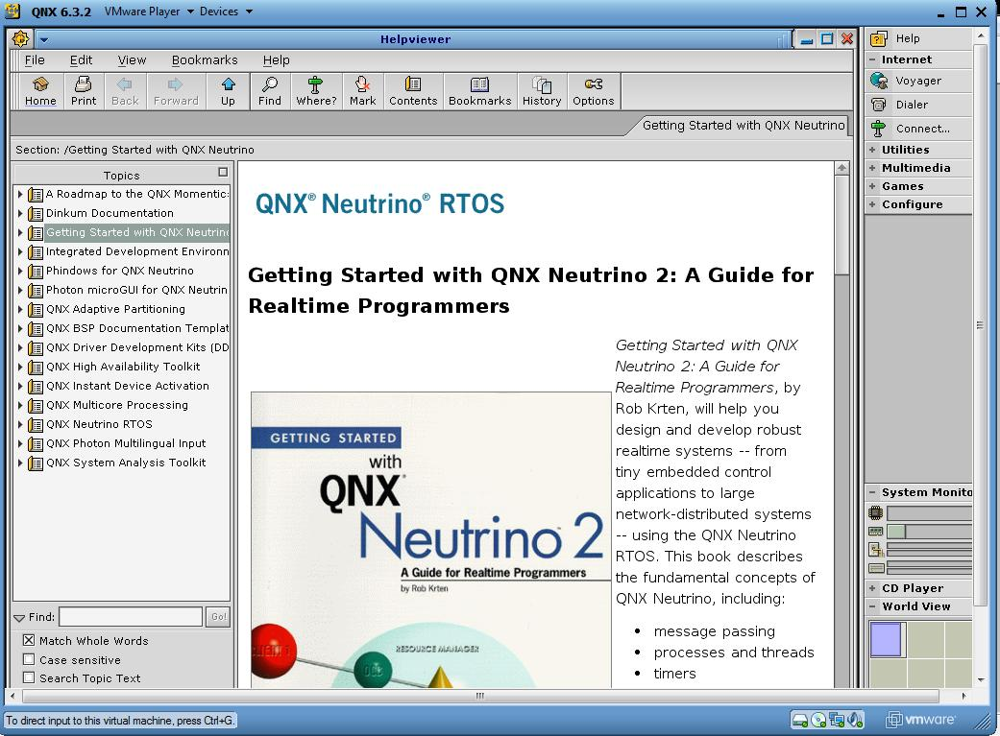 QNX 6.3.2 VMware Player Devices
Helpviewer
File Edit View Bookmarks Help
Home Print Back Forward Up Find Where? Mark Contents Bookmarks History Options
Getting Started with QNX Neutrino
Section: /Getting Started with QNX Neutrino
Topics
A Roadmap to the QNX Momentic
Dinkum Documentation
Getting Started with QNX Neutrin
Integrated Development Environn
Phindows for QNX Neutrino
Photon microGUI for QNX Neutrin
QNX Adaptive Partitioning
QNX BSP Documentation Templat
QNX Driver Development Kits (DD
QNX High Availability Toolkit
QNX Instant Device Activation
QNX Multicore Processing
QNX Neutrino RTOS
QNX Photon Multilingual Input
QNX System Analysis Toolkit
Find: Go!
Match Whole Words
Case sensitive
Search Topic Text
QNX® Neutrino® RTOS
Getting Started with QNX Neutrino 2: A Guide for
Realtime Programmers
GETTING STARTED
with
QNX®
Neutrino™ 2
A Guide for Realtime Programmers
by Rob Krten
CLIENT 1
RESOURCE MANAGER
Getting Started with QNX
Neutrino 2: A Guide for
Realtime Programmers, by
Rob Krten, will help you
design and develop robust
realtime systems -- from
tiny embedded control
applications to large
network-distributed systems
-- using the QNX Neutrino
RTOS. This book describes
the fundamental concepts of
QNX Neutrino, including:
• message passing
• processes and threads
• timers
Help
Internet
Voyager
Dialer
Connect...
Utilities
Multimedia
Games
Configure
System Monito
CD Player
World View
To direct input to this virtual machine, press Ctrl+G.
vmware